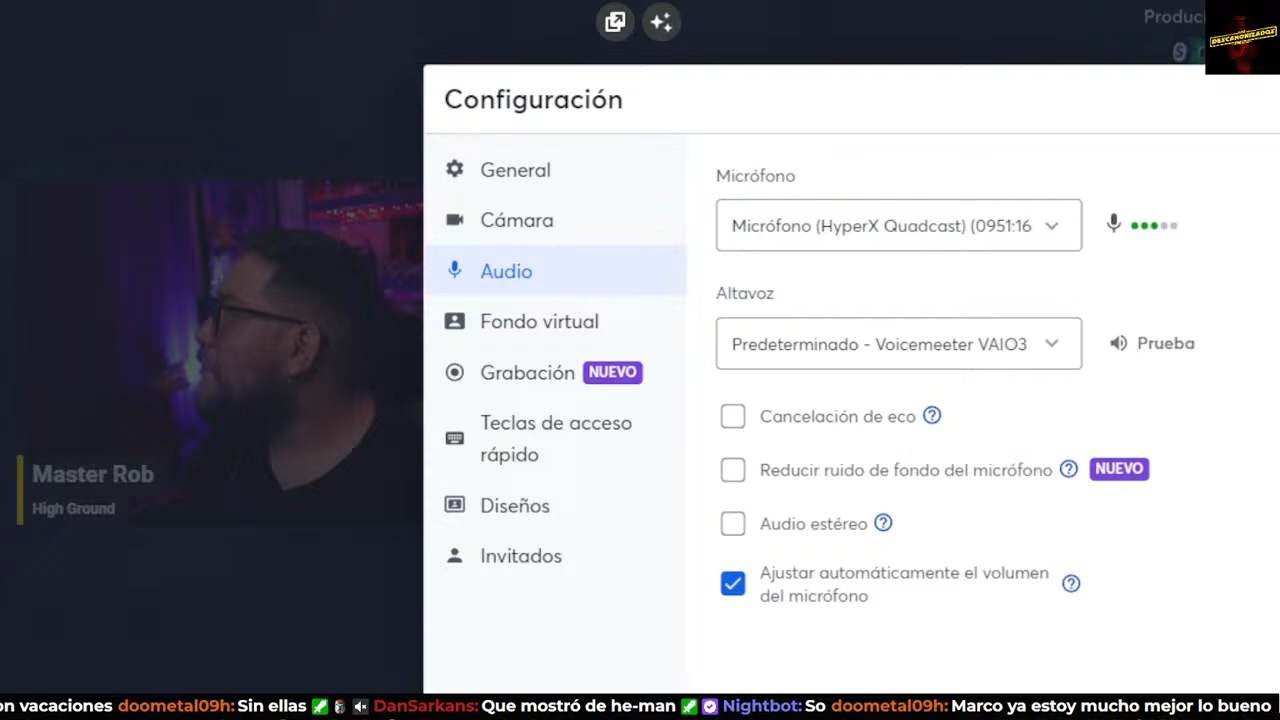 Produc
DESCANONIZADOS
Configuración
General
Cámara
Audio
Fondo virtual
Grabación NUEVO
Teclas de acceso
rápido
Diseños
Invitados
Micrófono
Micrófono (HyperX Quadcast) (0951:16
Altavoz
Predeterminado - Voicemeeter VAIO3
Prueba
Cancelación de eco
Reducir ruido de fondo del micrófono NUEVO
Audio estéreo
Ajustar automáticamente el volumen
del micrófono
Master Rob
High Ground
on vacaciones doometal09h: Sin ellas DanSarkans: Que mostró de he-man Nightbot: So doometal09h: Marco ya estoy mucho mejor lo bueno